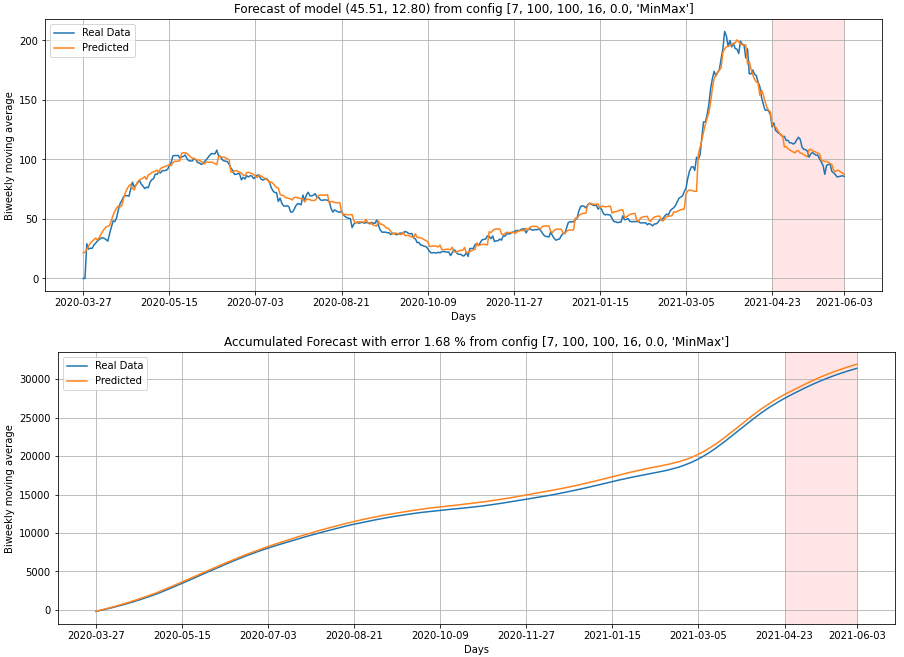 Forecast of model (45.51, 12.80) from config [7, 100, 100, 16, 0.0, 'MinMax']
Real Data
Predicted
Biweekly moving average
200
150
100
50
0
2020-03-27 2020-05-15 2020-07-03 2020-08-21 2020-10-09 2020-11-27 2021-01-15 2021-03-05 2021-04-23 2021-06-03
Days
Accumulated Forecast with error 1.68 % from config [7, 100, 100, 16, 0.0, 'MinMax']
Real Data
Predicted
Biweekly moving average
30000
25000
20000
15000
10000
5000
0
2020-03-27 2020-05-15 2020-07-03 2020-08-21 2020-10-09 2020-11-27 2021-01-15 2021-03-05 2021-04-23 2021-06-03
Days